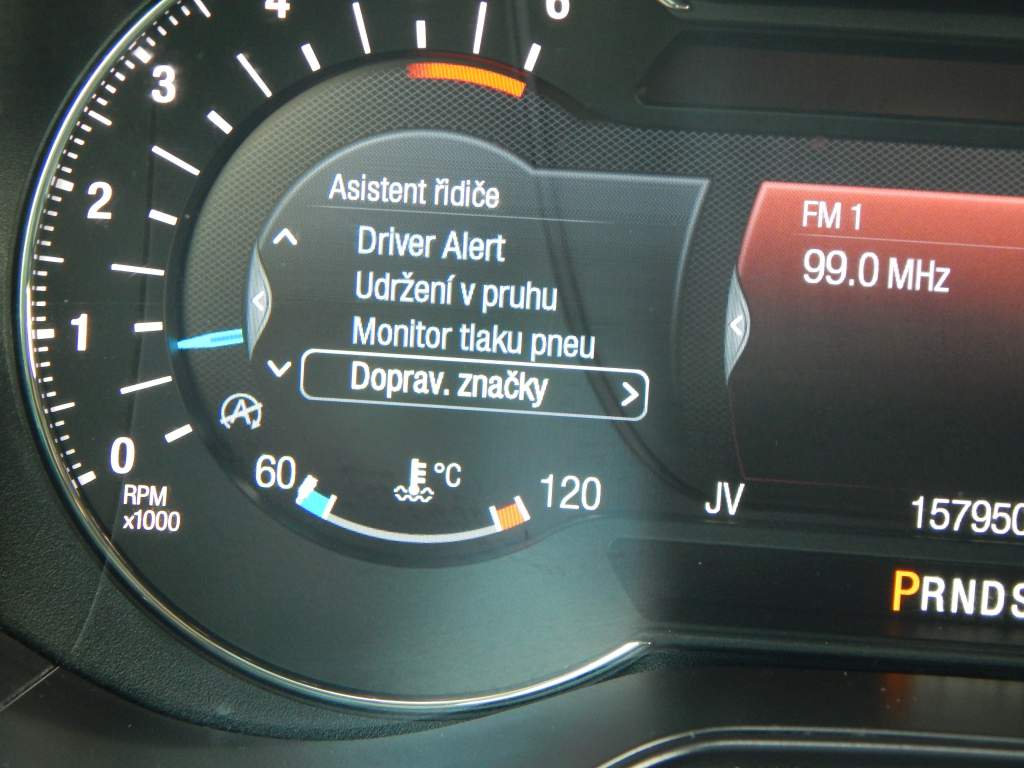 4
6
3
2
1
0
RPM
x1000
Asistent řidiče
Driver Alert
Udržení v pruhu
Monitor tlaku pneu
Doprav. značky
A
60
°C
120
FM 1
99.0 MHz
JV
157950
PRNDS